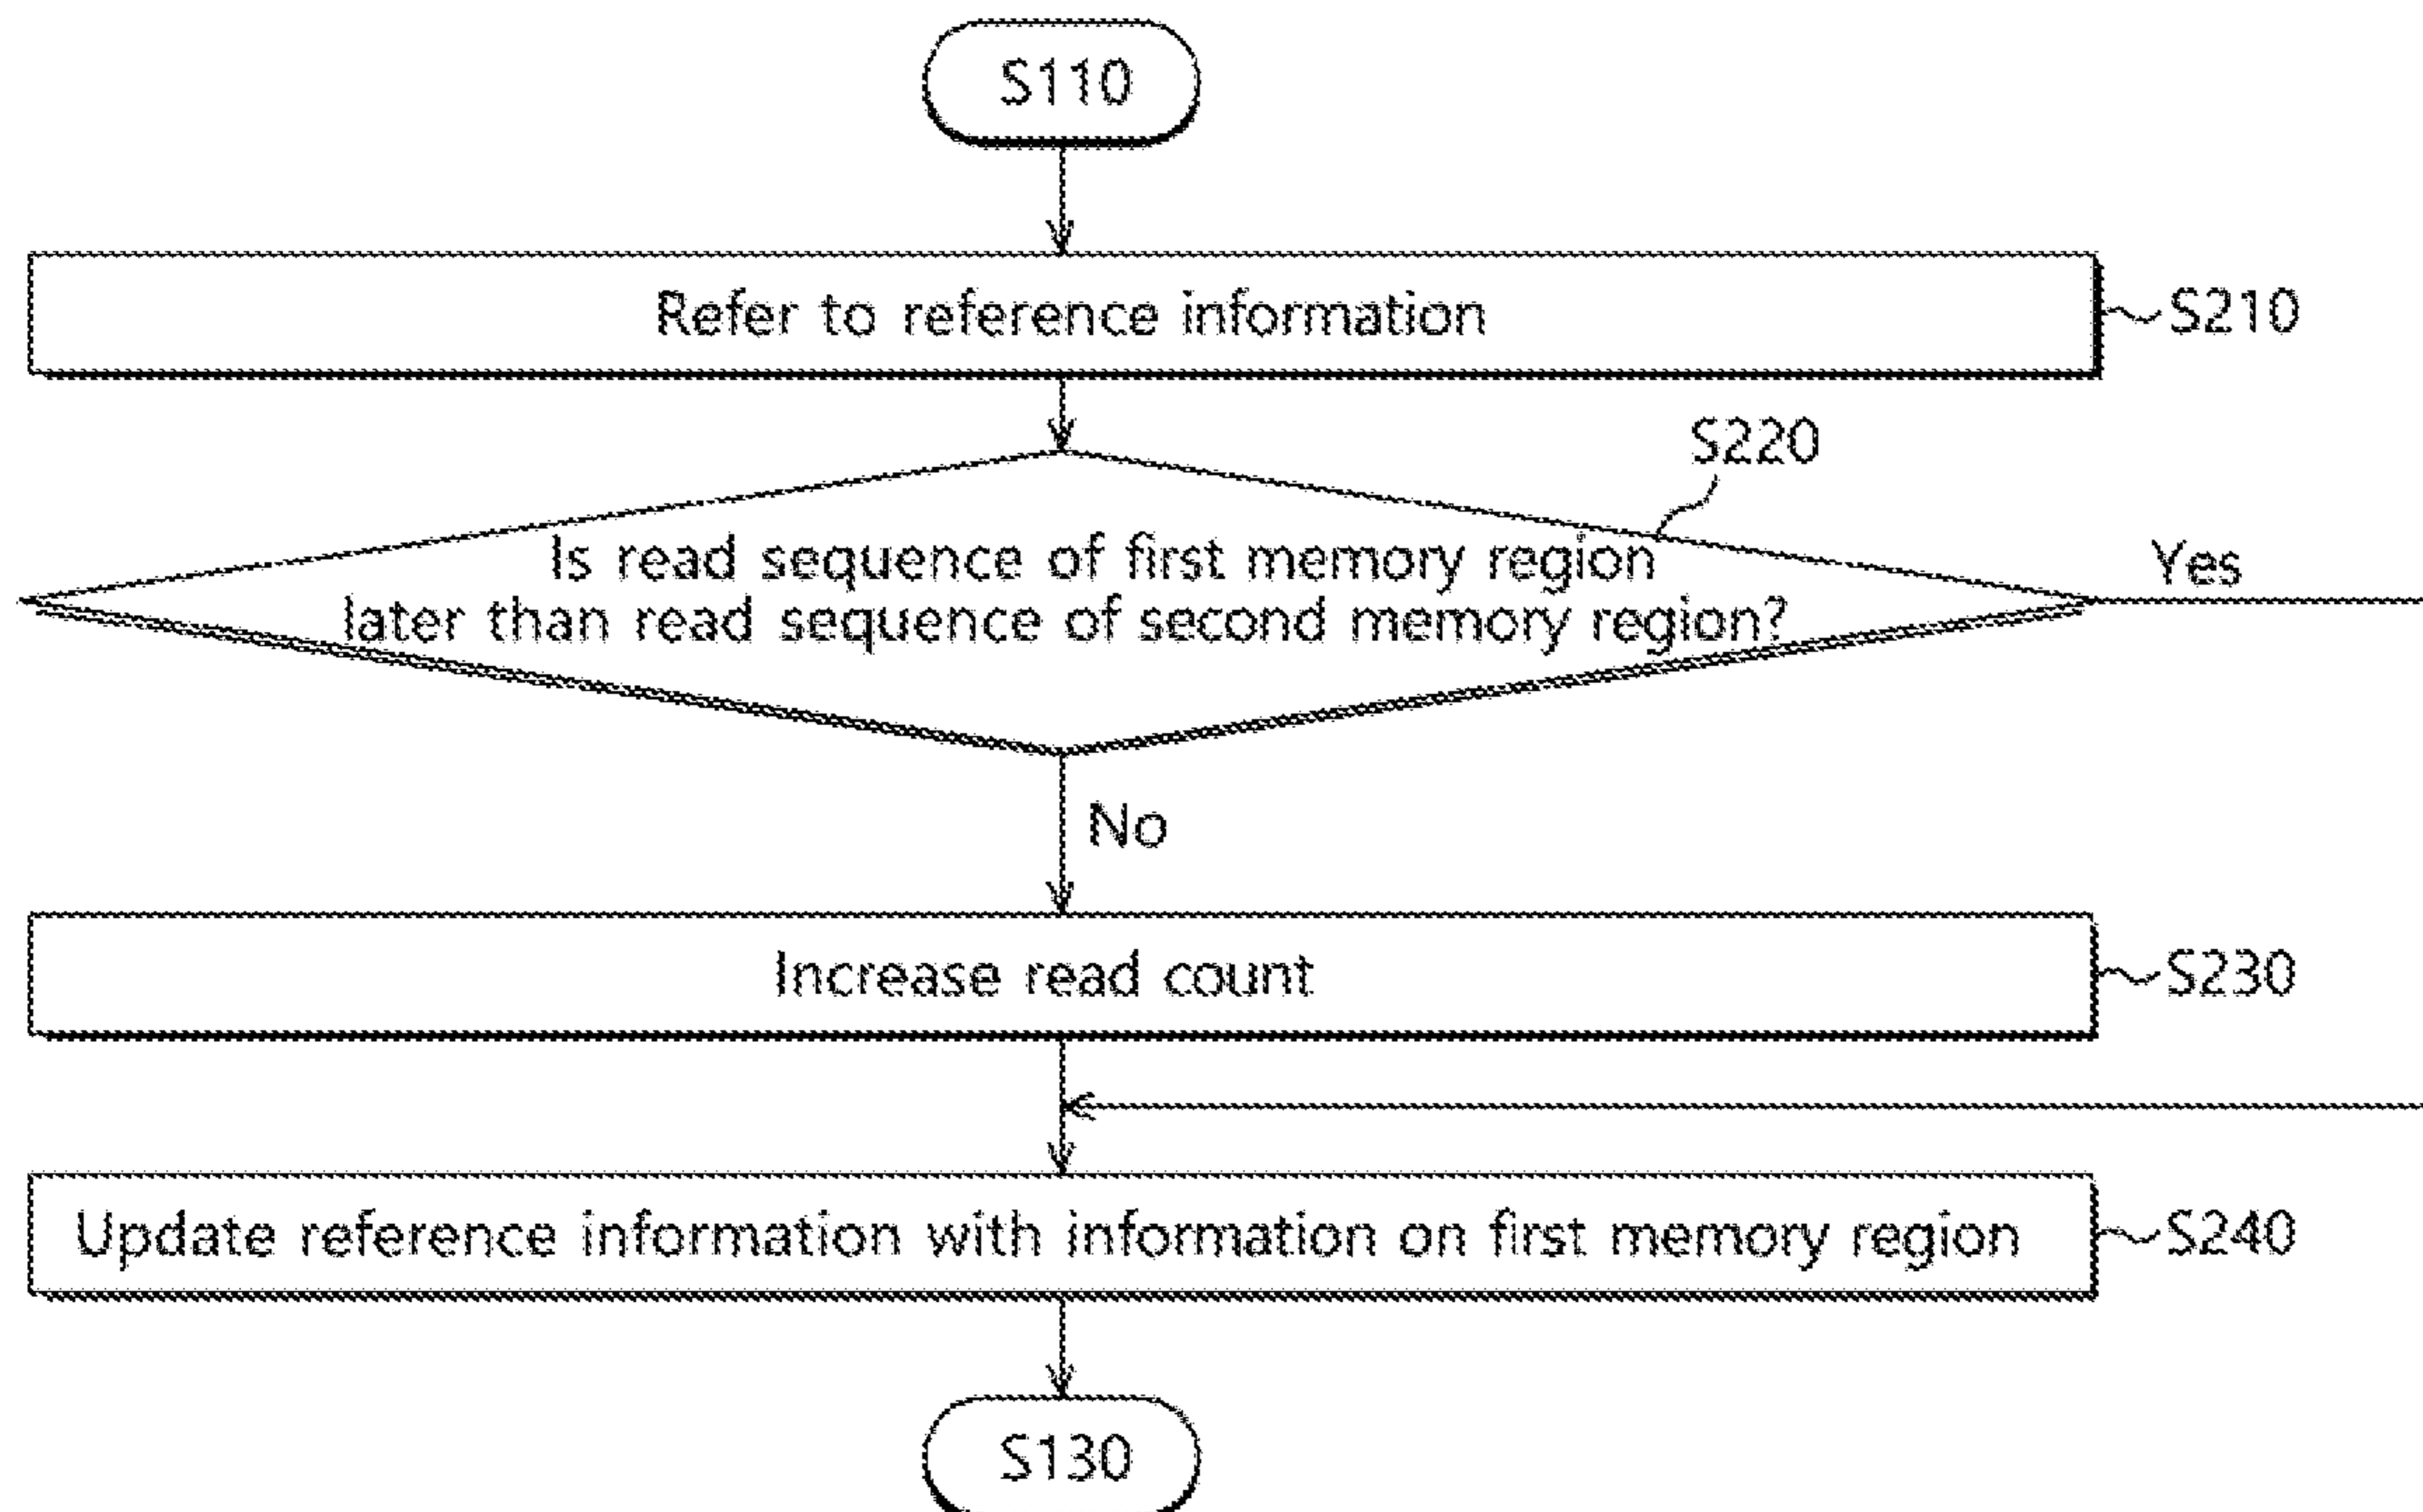 S110
Refer to reference information
S210
S220
Is read sequence of first memory region
later than read sequence of second memory region?
Yes
No
Increase read count
S230
Update reference information with information on first memory region
S240
S130